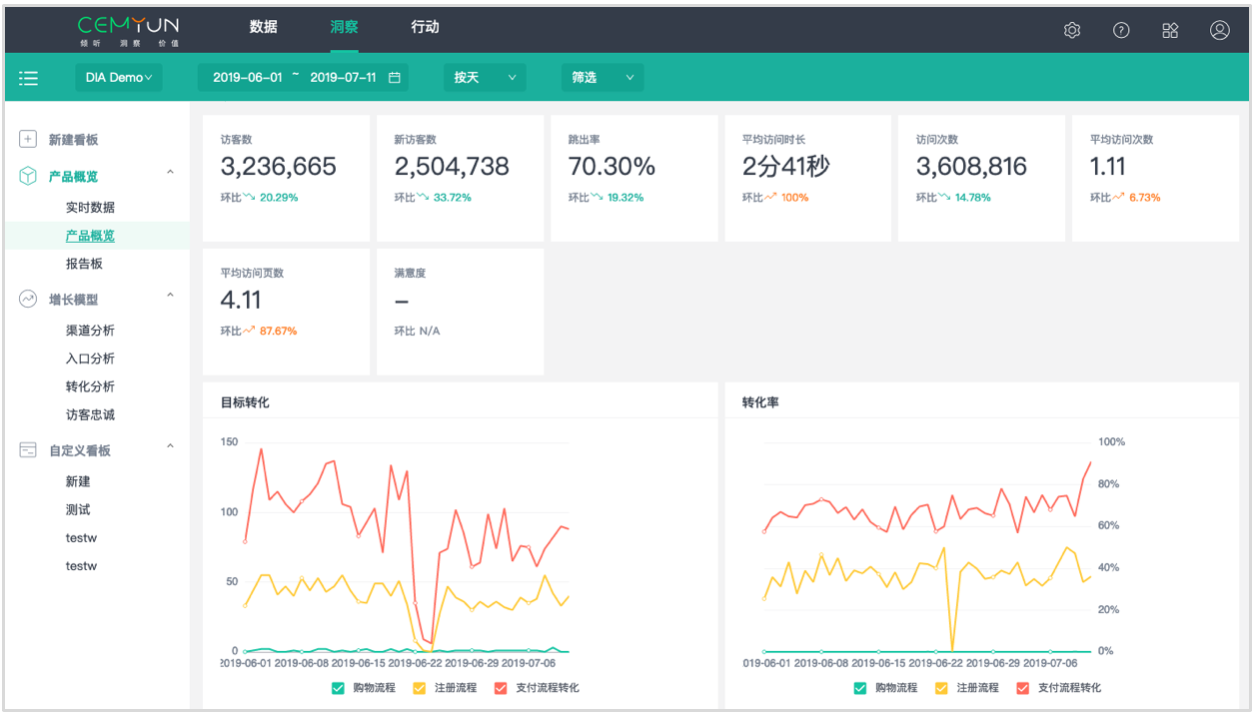 CEMYUN
倾听 洞察 价值
数据 洞察 行动
DIA Demo
2019-06-01 ~ 2019-07-11
按天
筛选
新建看板
产品概览
实时数据
产品概览
报告板
增长模型
渠道分析
入口分析
转化分析
访客忠诚
自定义看板
新建
测试
testw
testw
访客数
3,236,665
环比 20.29%
新访客数
2,504,738
环比 33.72%
跳出率
70.30%
环比 19.32%
平均访问时长
2分41秒
环比 100%
访问次数
3,608,816
环比 14.78%
平均访问次数
1.11
环比 6.73%
平均访问页数
4.11
环比 87.67%
满意度
–
环比 N/A
目标转化
150
100
50
0
2019-06-01 2019-06-08 2019-06-15 2019-06-22 2019-06-29 2019-07-06
购物流程 注册流程 支付流程转化
转化率
100%
80%
60%
40%
20%
0%
019-06-01 2019-06-08 2019-06-15 2019-06-22 2019-06-29 2019-07-06
购物流程 注册流程 支付流程转化